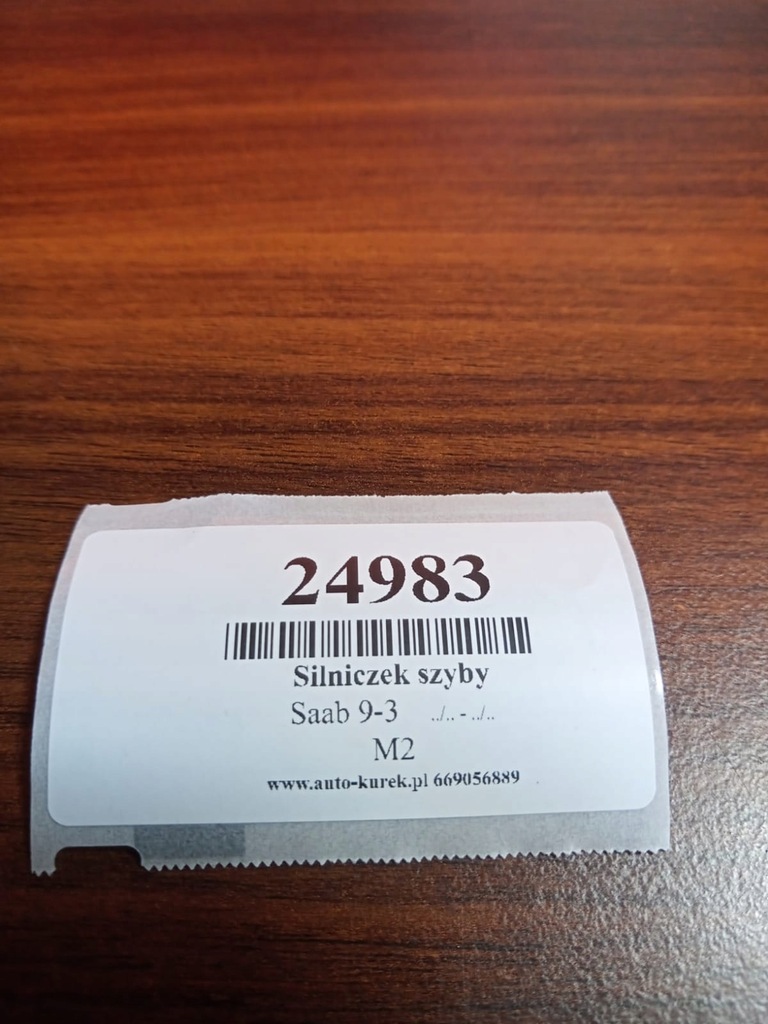 24983
Silniczek szyby
Saab 9-3 ../.. - ../..
M2
www.auto-kurek.pl 669056889